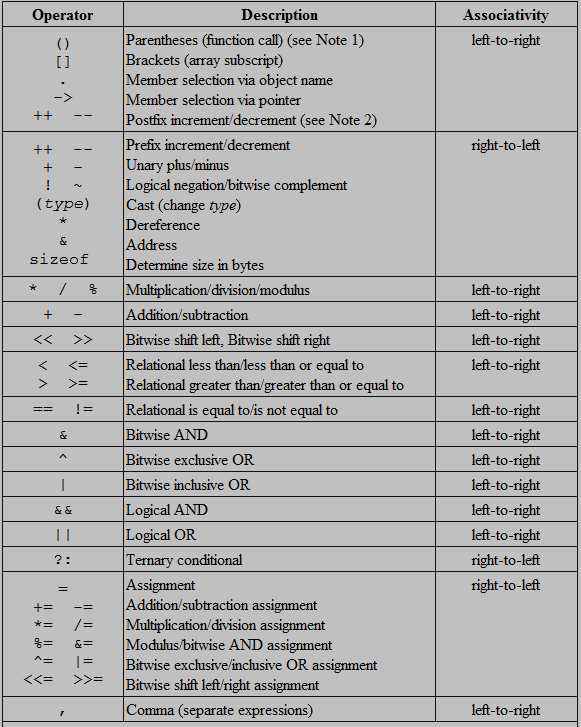 Operator Description Associativity
() Parentheses (function call) (see Note 1) left-to-right
[] Brackets (array subscript)
. Member selection via object name
-> Member selection via pointer
++ -- Postfix increment/decrement (see Note 2)
++ -- Prefix increment/decrement right-to-left
+ - Unary plus/minus
! ~ Logical negation/bitwise complement
(type) Cast (change type)
* Dereference
& Address
sizeof Determine size in bytes
* / % Multiplication/division/modulus left-to-right
+ - Addition/subtraction left-to-right
<< >> Bitwise shift left, Bitwise shift right left-to-right
< <= Relational less than/less than or equal to left-to-right
> >= Relational greater than/greater than or equal to
== != Relational is equal to/is not equal to left-to-right
& Bitwise AND left-to-right
^ Bitwise exclusive OR left-to-right
| Bitwise inclusive OR left-to-right
&& Logical AND left-to-right
|| Logical OR left-to-right
?: Ternary conditional right-to-left
= Assignment right-to-left
+= -= Addition/subtraction assignment
*= /= Multiplication/division assignment
%= &= Modulus/bitwise AND assignment
^= |= Bitwise exclusive/inclusive OR assignment
<<= >>= Bitwise shift left/right assignment
, Comma (separate expressions) left-to-right